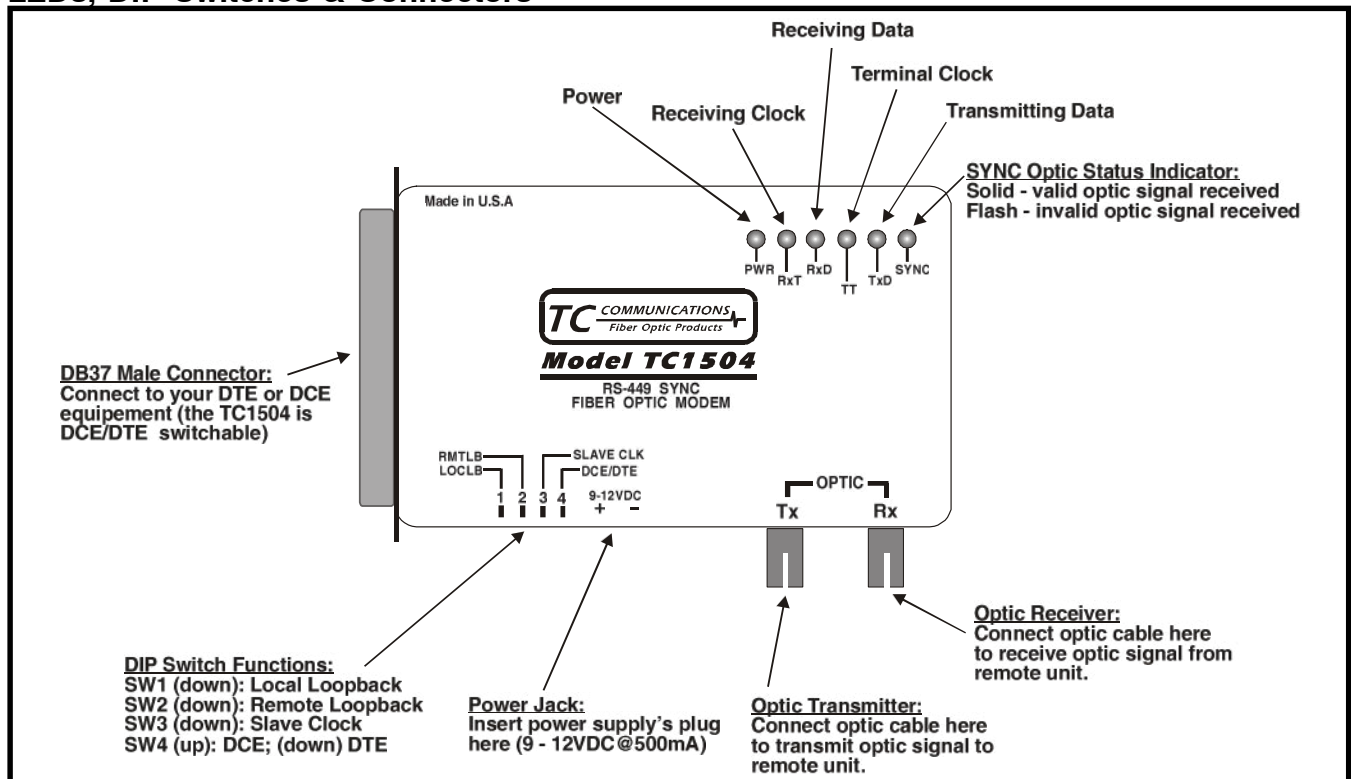 LEDs, DIP Switches & Connectors
Receiving Data
Terminal Clock
Power
Receiving Clock
Transmitting Data
SYNC Optic Status Indicator:
Solid - valid optic signal received
Flash - invalid optic signal received
Made in U.S.A
PWR
RxT
RxD
TT
TxD
SYNC
TC COMMUNICATIONS
Fiber Optic Products
Model TC1504
RS-449 SYNC
FIBER OPTIC MODEM
DB37 Male Connector:
Connect to your DTE or DCE
equipement (the TC1504 is
DCE/DTE switchable)
RMTLB
LOCLB
SLAVE CLK
DCE/DTE
1 2 3 4
9-12VDC
+ -
OPTIC
Tx Rx
DIP Switch Functions:
SW1 (down): Local Loopback
SW2 (down): Remote Loopback
SW3 (down): Slave Clock
SW4 (up): DCE; (down) DTE
Power Jack:
Insert power supply's plug
here (9 - 12VDC@500mA)
Optic Transmitter:
Connect optic cable here
to transmit optic signal to
remote unit.
Optic Receiver:
Connect optic cable here
to receive optic signal from
remote unit.